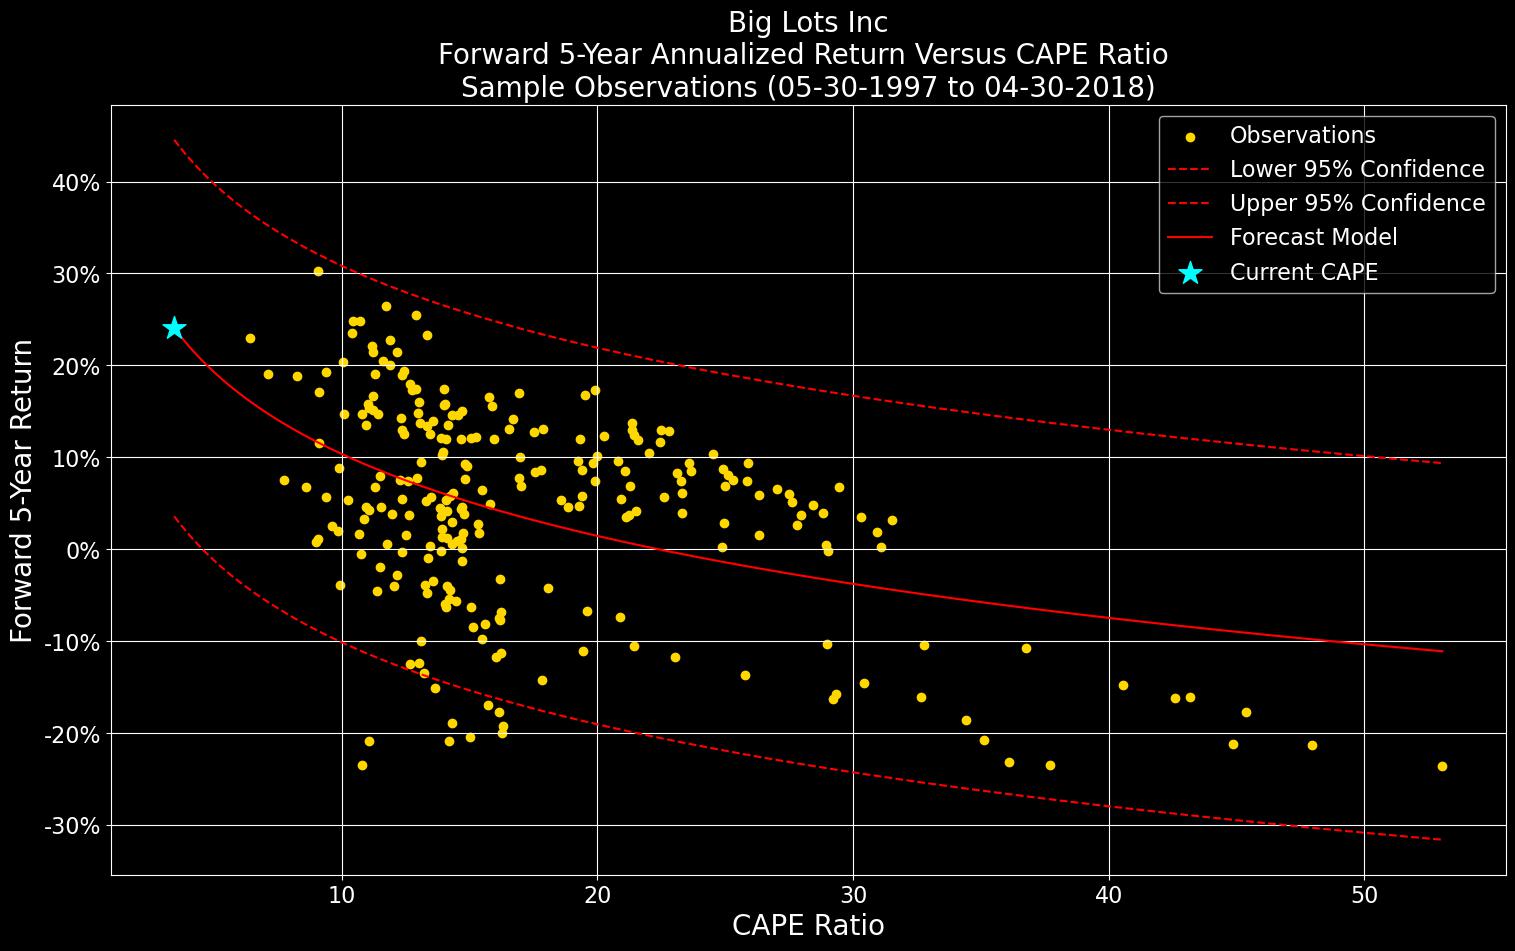 Big Lots Inc
Forward 5-Year Annualized Return Versus CAPE Ratio
Sample Observations (05-30-1997 to 04-30-2018)
Observations
Lower 95% Confidence
Upper 95% Confidence
Forecast Model
Current CAPE
Forward 5-Year Return
40%
30%
20%
10%
0%
-10%
-20%
-30%
10 20 30 40 50
CAPE Ratio